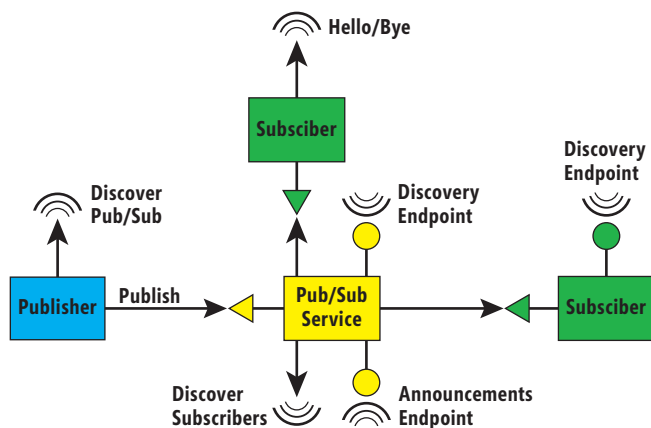 Hello/Bye
Subsciber
Discovery
Endpoint
Discover
Pub/Sub
Discovery
Endpoint
Publisher
Publish
Pub/Sub
Service
Subsciber
Discover
Subscribers
Announcements
Endpoint